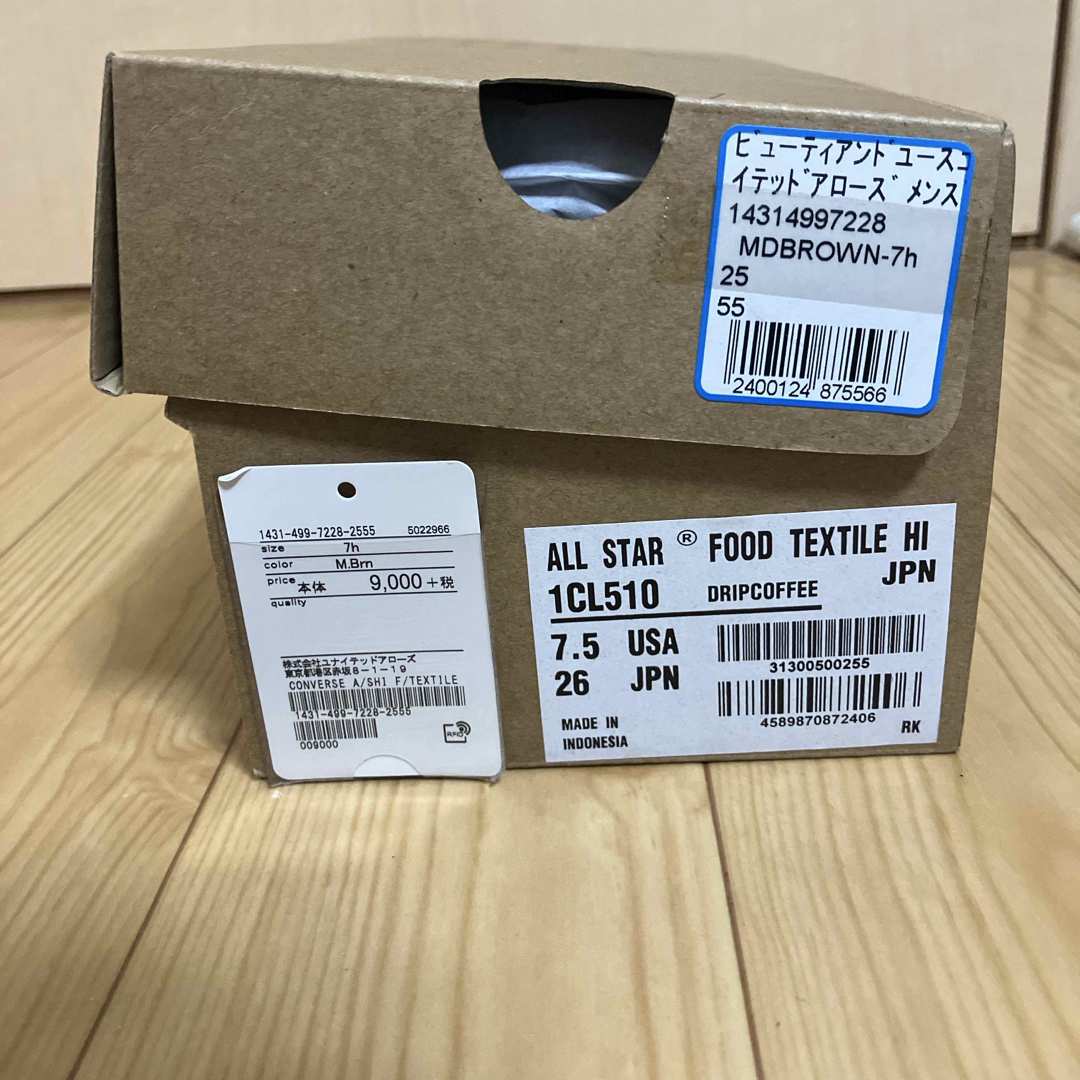 ビューティアンドユースユ
イテッドアローズ メンス
14314997228
MDBROWN-7h
25
55
2400124 875566
1431-499-7228-2555 5022966
size 7h
color M.Brn
price 本体 9,000+税
quality
株式会社ユナイテッドアローズ
東京都港区赤坂8-1-19
CONVERSE A/SHI F/TEXTILE
1431-499-7228-2555
009000
RFID
ALL STAR ® FOOD TEXTILE HI
JPN
1CL510 DRIPCOFFEE
7.5 USA
31300500255
26 JPN
4589870872406
MADE IN
INDONESIA
RK